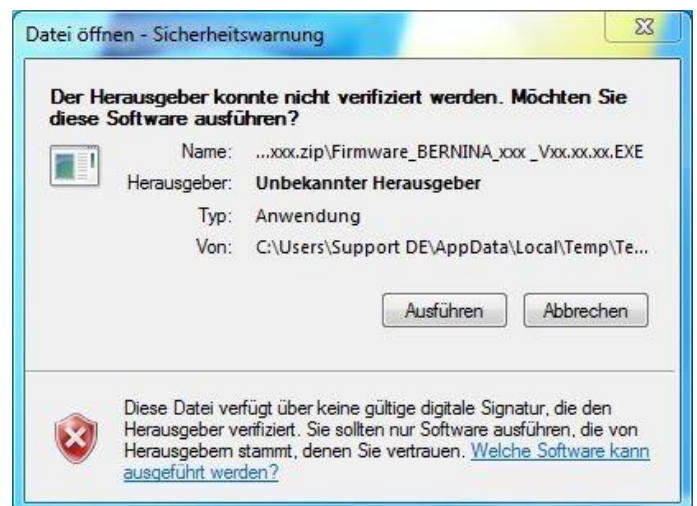 Datei öffnen - Sicherheitswarnung
Der Herausgeber konnte nicht verifiziert werden. Möchten Sie
diese Software ausführen?
Name: ...xxx.zip\Firmware_BERNINA_xxx _Vxx.xx.xx.EXE
Herausgeber: Unbekannter Herausgeber
Typ: Anwendung
Von: C:\Users\Support DE\AppData\Local\Temp\Te...
Ausführen Abbrechen
Diese Datei verfügt über keine gültige digitale Signatur, die den
Herausgeber verifiziert. Sie sollten nur Software ausführen, die von
Herausgebern stammt, denen Sie vertrauen. Welche Software kann
ausgeführt werden?